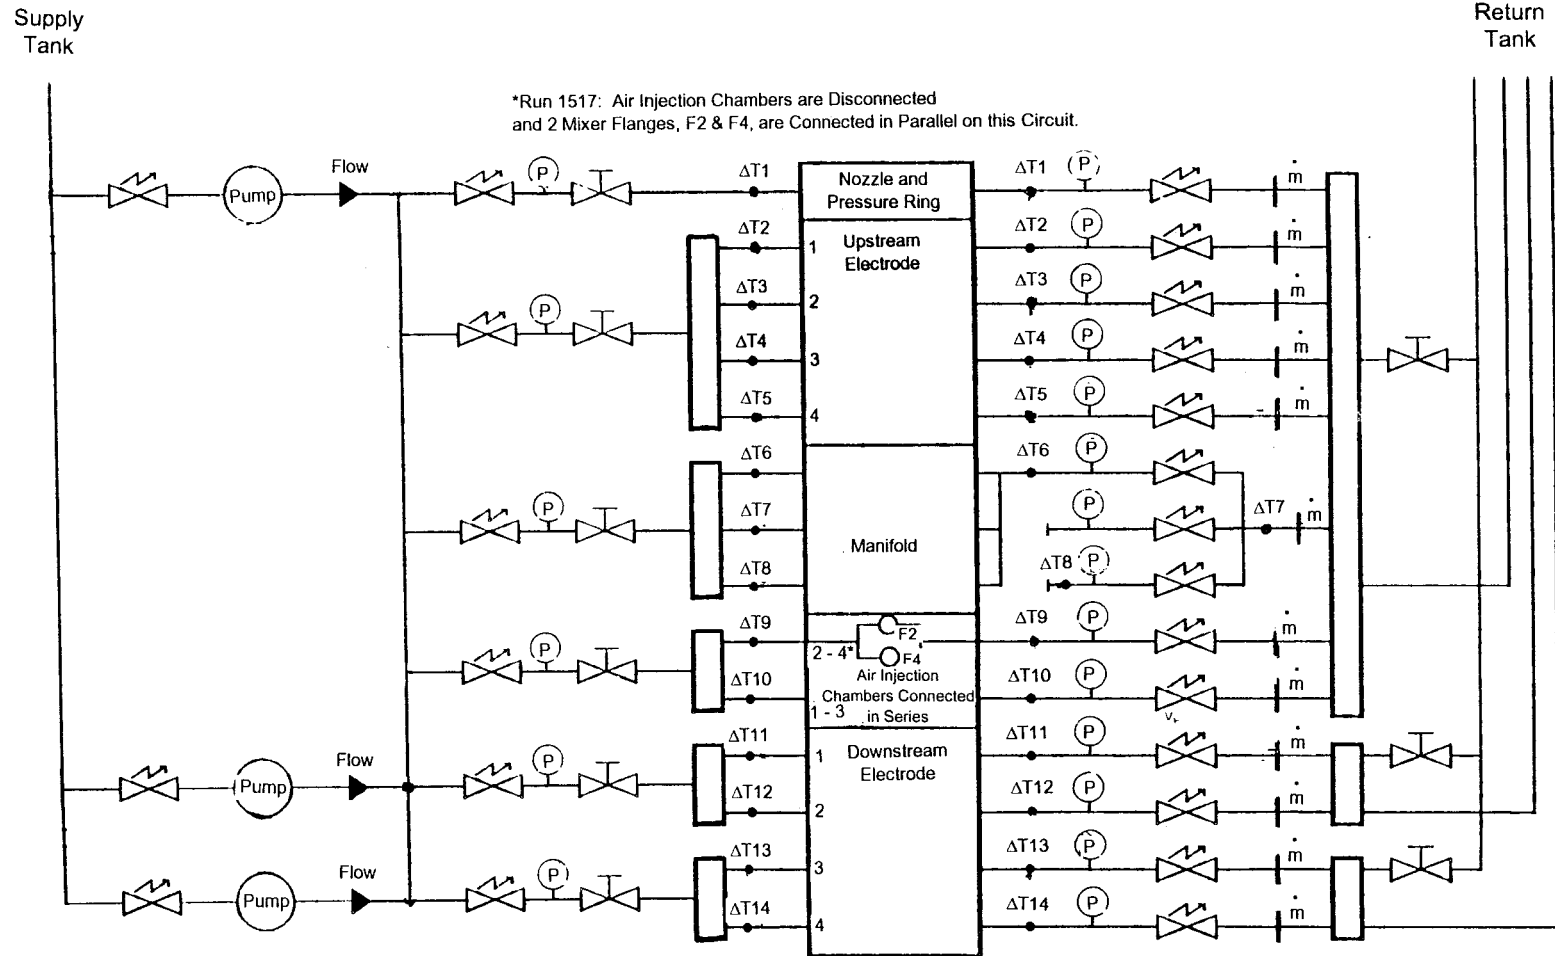 Supply
Tank
Return
Tank
*Run 1517: Air Injection Chambers are Disconnected
and 2 Mixer Flanges, F2 & F4, are Connected in Parallel on this Circuit.
Pump
Flow
P
ΔT1
Nozzle and
Pressure Ring
ΔT1
P
ṁ
ΔT2
1
Upstream
Electrode
ΔT2
P
ṁ
ΔT3
2
ΔT3
P
ṁ
P
ΔT4
3
ΔT4
P
ṁ
ΔT5
4
ΔT5
P
ṁ
ΔT6
ΔT6
P
P
ΔT7
Manifold
P
ΔT7
ṁ
ΔT8
ΔT8
P
P
ΔT9
2 - 4*
F2
F4
ΔT9
P
ṁ
ΔT10
1 - 3
Air Injection
Chambers Connected
in Series
ΔT10
P
ṁ
Pump
Flow
P
ΔT11
1
Downstream
Electrode
ΔT11
P
ṁ
ΔT12
2
ΔT12
P
ṁ
Pump
Flow
P
ΔT13
3
ΔT13
P
ṁ
ΔT14
4
ΔT14
P
ṁ